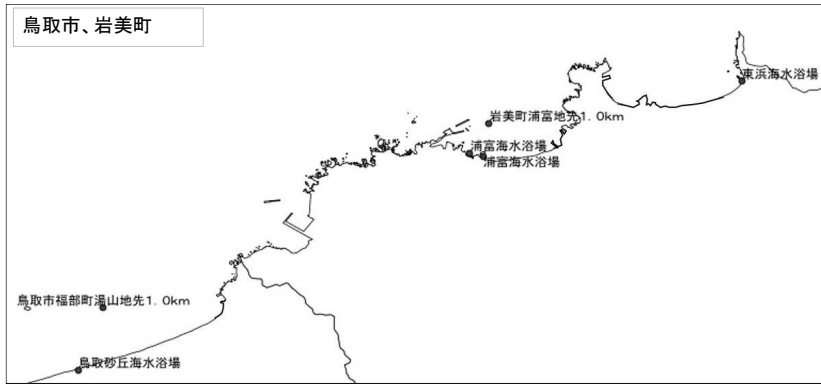 鳥取市、岩美町
東浜海水浴場
岩美町浦富地先1.0km
浦富海水浴場
浦富海水浴場
鳥取市福部町湯山地先1.0km
鳥取砂丘海水浴場